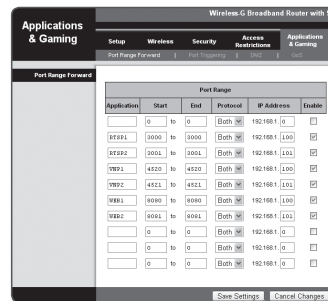 Wireless-G Broadband Router with
Applications & Gaming
Setup Wireless Security Access Restrictions Applications & Gaming
Port Range Forward | Port Triggering | DMZ | QoS
Port Range Forward
Port Range
Application Start End Protocol IP Address Enable
0 to 0 Both 192.168.1. 0
RTSP1 3000 to 3000 Both 192.168.1. 100
RTSP2 3001 to 3001 Both 192.168.1. 101
VNP1 4520 to 4520 Both 192.168.1. 100
VNP2 4521 to 4521 Both 192.168.1. 101
WEB1 8080 to 8080 Both 192.168.1. 100
WEB2 8081 to 8081 Both 192.168.1. 101
0 to 0 Both 192.168.1. 0
0 to 0 Both 192.168.1. 0
0 to 0 Both 192.168.1. 0
Save Settings Cancel Changes